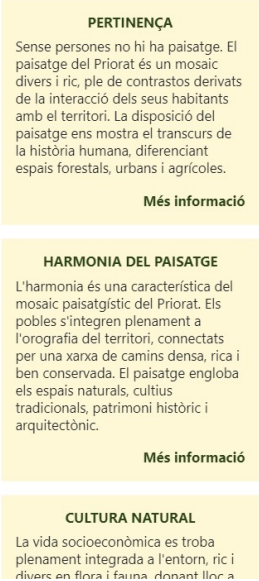 PERTINENÇA
Sense persones no hi ha paisatge. El
paisatge del Priorat és un mosaic
divers i ric, ple de contrastos derivats
de la interacció dels seus habitants
amb el territori. La disposició del
paisatge ens mostra el transcurs de
la història humana, diferenciant
espais forestals, urbans i agrícoles.
Més informació
HARMONIA DEL PAISATGE
L'harmonia és una característica del
mosaic paisatgístic del Priorat. Els
pobles s'integren plenament a
l'orografia del territori, connectats
per una xarxa de camins densa, rica i
ben conservada. El paisatge engloba
els espais naturals, cultius
tradicionals, patrimoni històric i
arquitectònic.
Més informació
CULTURA NATURAL
La vida socioeconòmica es troba
plenament integrada a l'entorn, ric i
divers en flora i fauna, donant lloc a